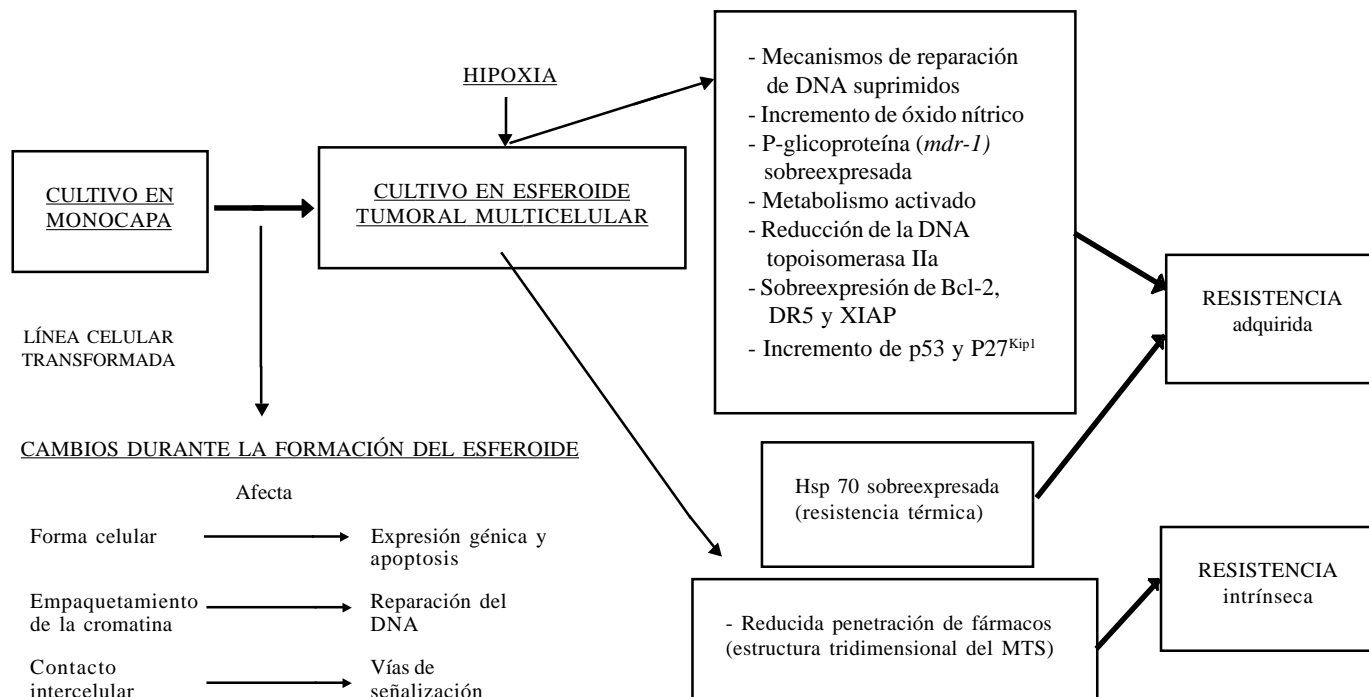 HIPOXIA
CULTIVO EN
MONOCAPA
CULTIVO EN ESFEROIDE
TUMORAL MULTICELULAR
- Mecanismos de reparación
de DNA suprimidos
- Incremento de óxido nítrico
- P-glicoproteína (mdr-1)
sobreexpresada
- Metabolismo activado
- Reducción de la DNA
topoisomerasa IIa
- Sobreexpresión de Bcl-2,
DR5 y XIAP
- Incremento de p53 y P27Kip1
RESISTENCIA
adquirida
LÍNEA CELULAR
TRANSFORMADA
CAMBIOS DURANTE LA FORMACIÓN DEL ESFEROIDE
Afecta
Forma celular
Expresión génica y
apoptosis
Empaquetamiento
de la cromatina
Reparación del
DNA
Contacto
intercelular
Vías de
señalización
Hsp 70 sobreexpresada
(resistencia térmica)
- Reducida penetración de fármacos
(estructura tridimensional del MTS)
RESISTENCIA
intrínseca